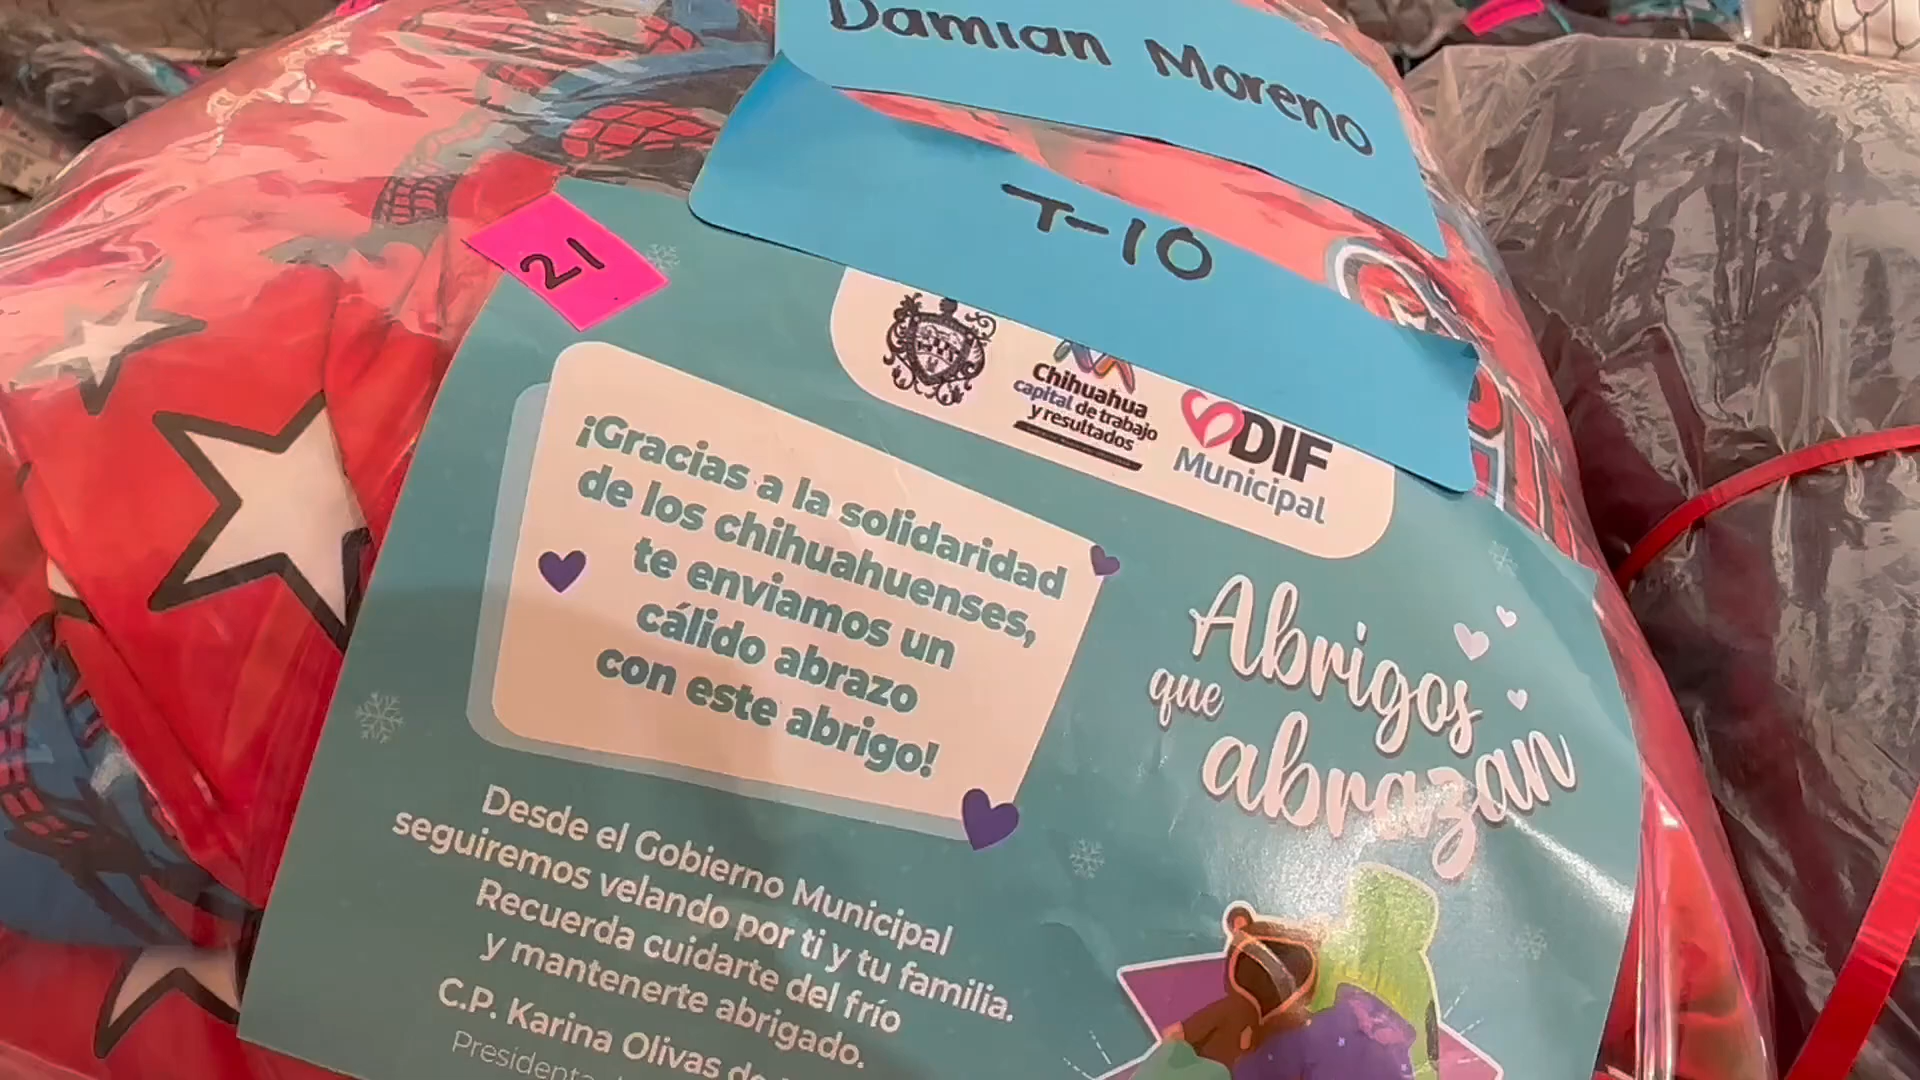 Damian Moreno
T-10
21
Chihuahua
capital de trabajo
y resultados
DIF
Municipal
¡Gracias a la solidaridad
de los chihuahuenses,
te enviamos un
cálido abrazo
con este abrigo!
Abrigos
que
abrazan
Desde el Gobierno Municipal
seguiremos velando por ti y tu familia.
Recuerda cuidarte del frío
y mantenerte abrigado.
C.P. Karina Olivas